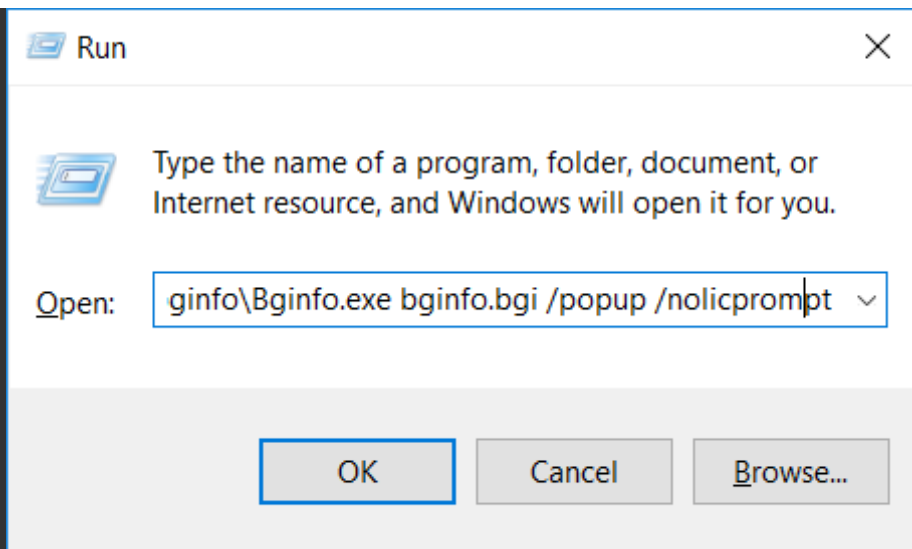 Run
Type the name of a program, folder, document, or
Internet resource, and Windows will open it for you.
Open: ginfo\Bginfo.exe bginfo.bgi /popup /nolicprompt
OK Cancel Browse...